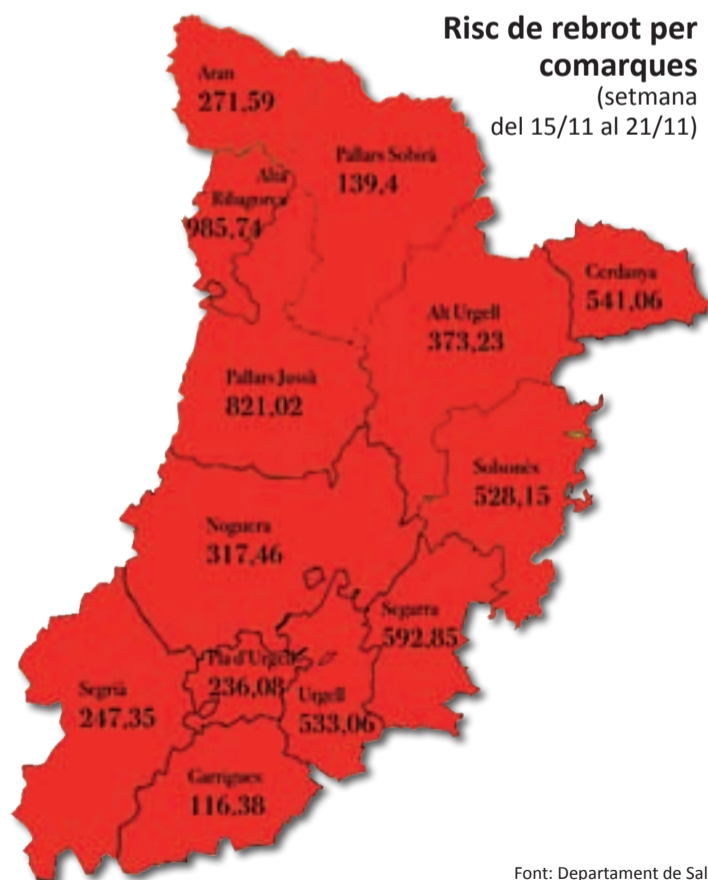 Risc de rebrot per
comarques
(setmana
del 15/11 al 21/11)
Aran
271,59
Pallars Sobirà
139,4
Alta
Ribagorça
985,74
Cerdanya
541,06
Alt Urgell
373,23
Pallars Jussà
821,02
Solsonès
528,15
Noguera
317,46
Segarra
592,85
Pla d'Urgell
236,08
Urgell
533,06
Segrià
247,35
Garrigues
116,38
Font: Departament de Sal